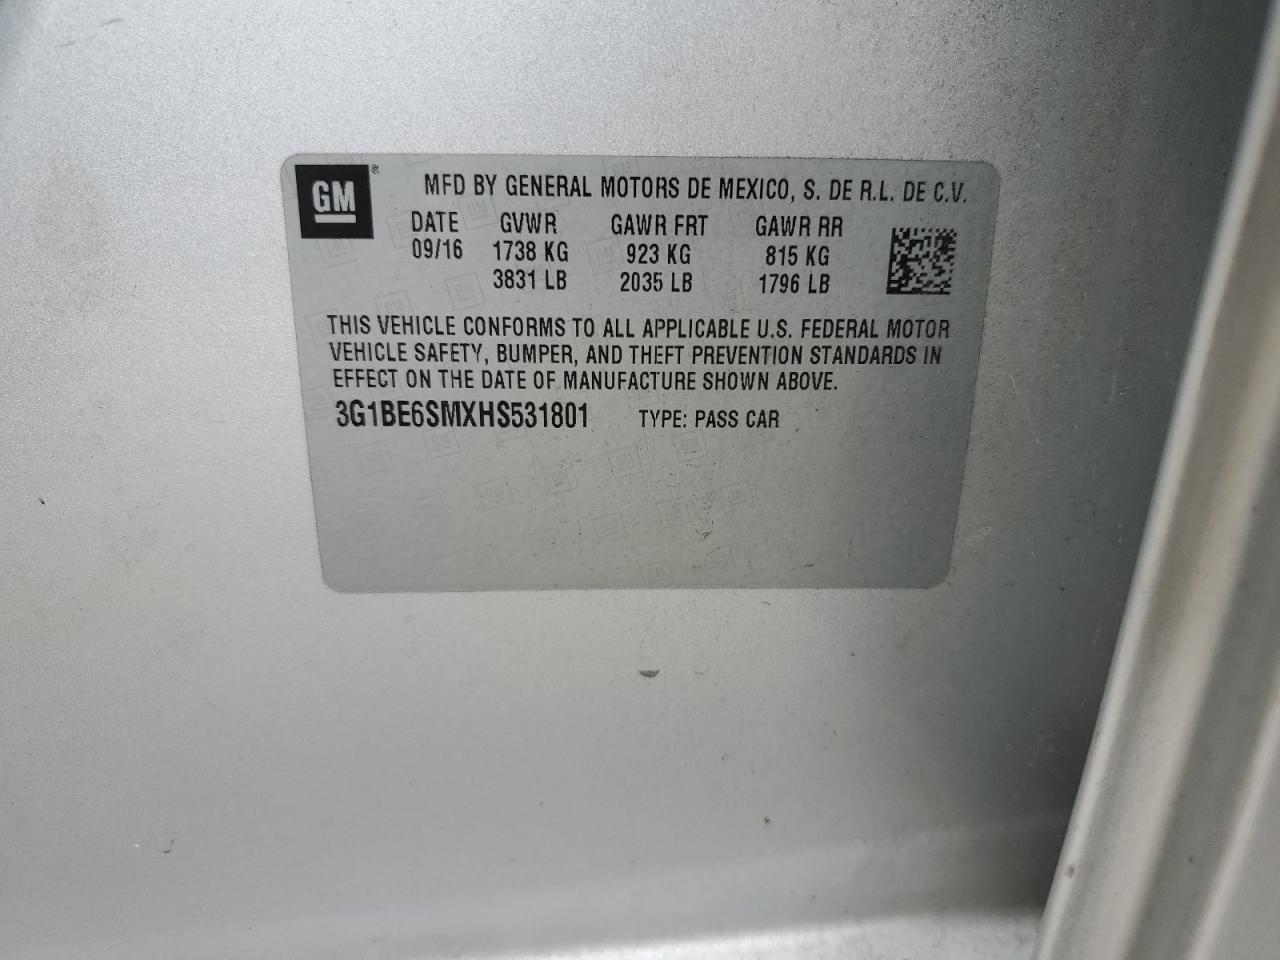 GM
MFD BY GENERAL MOTORS DE MEXICO, S. DE R.L. DE C.V.
DATE GVWR GAWR FRT GAWR RR
09/16 1738 KG 923 KG 815 KG
3831 LB 2035 LB 1796 LB
THIS VEHICLE CONFORMS TO ALL APPLICABLE U.S. FEDERAL MOTOR
VEHICLE SAFETY, BUMPER, AND THEFT PREVENTION STANDARDS IN
EFFECT ON THE DATE OF MANUFACTURE SHOWN ABOVE.
3G1BE6SMXHS531801 TYPE: PASS CAR